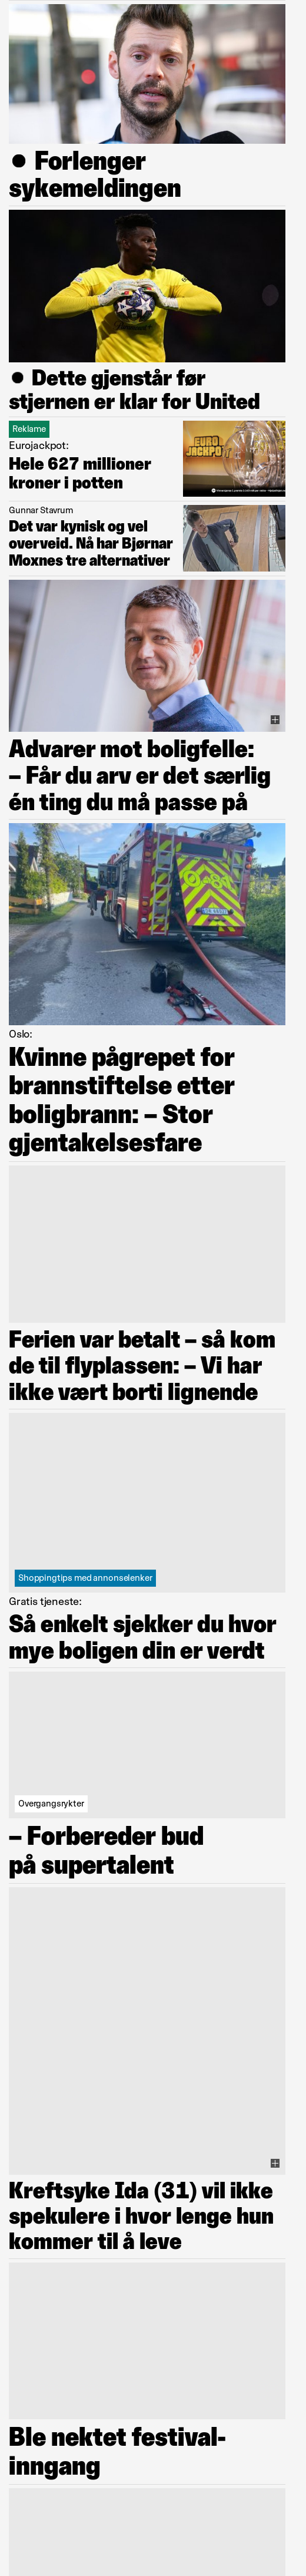 ● Forlenger
sykemeldingen
● Dette gjenstår før
stjernen er klar for United
Reklame
Eurojackpot:
Hele 627 millioner
kroner i potten
EURO
JACKPOT
Gunnar Stavrum
Det var kynisk og vel
overveid. Nå har Bjørnar
Moxnes tre alternativer
Advarer mot boligfelle:
– Får du arv er det særlig
én ting du må passe på
Oslo:
Kvinne pågrepet for
brannstiftelse etter
boligbrann: – Stor
gjentakelsesfare
Ferien var betalt – så kom
de til flyplassen: – Vi har
ikke vært borti lignende
Shoppingtips med annonselenker
Gratis tjeneste:
Så enkelt sjekker du hvor
mye boligen din er verdt
Overgangsrykter
– Forbereder bud
på supertalent
Kreftsyke Ida (31) vil ikke
spekulere i hvor lenge hun
kommer til å leve
Ble nektet festival-
inngang